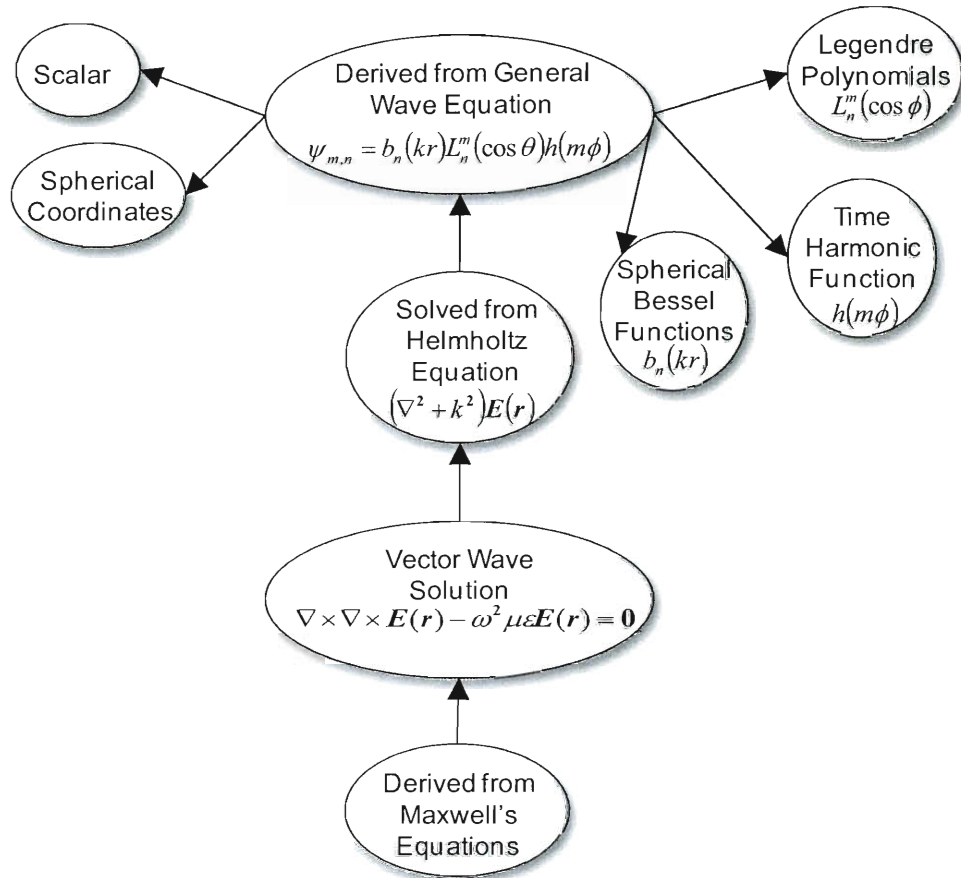 Scalar
Spherical
Coordinates
Derived from General
Wave Equation
ψ_{m,n} = b_n(kr)L_n^m(cos θ)h(mϕ)
Legendre
Polynomials
L_n^m(cos ϕ)
Time
Harmonic
Function
h(mϕ)
Spherical
Bessel
Functions
b_n(kr)
Solved from
Helmholtz
Equation
(∇² + k²)E(r)
Vector Wave
Solution
∇ × ∇ × E(r) − ω² μεE(r) = 0
Derived from
Maxwell's
Equations